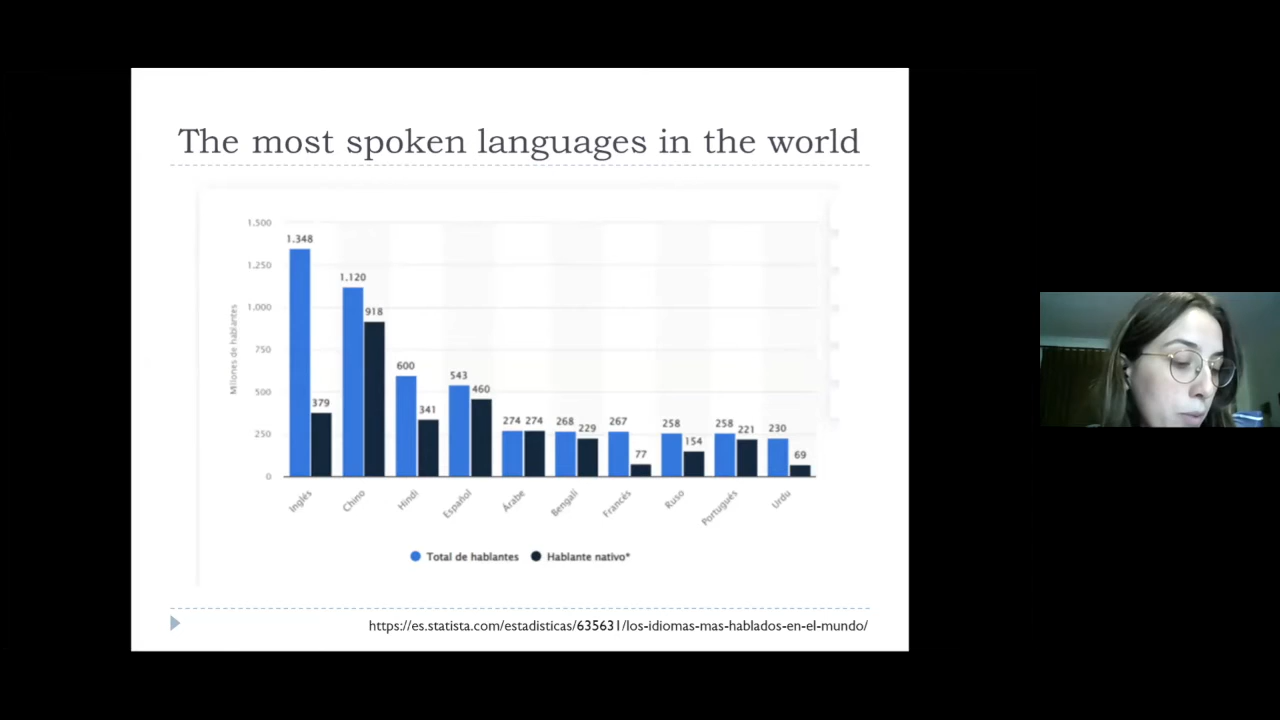 The most spoken languages in the world
1.500
1.250
1.000
750
500
250
0
Millones de hablantes
1.348
379
1.120
918
600
341
543
460
274 274
268
229
267
77
258
154
258
221
230
69
Inglés
Chino
Hindi
Español
Árabe
Bengalí
Francés
Ruso
Portugués
Urdu
Total de hablantes Hablante nativo*
https://es.statista.com/estadisticas/635631/los-idiomas-mas-hablados-en-el-mundo/